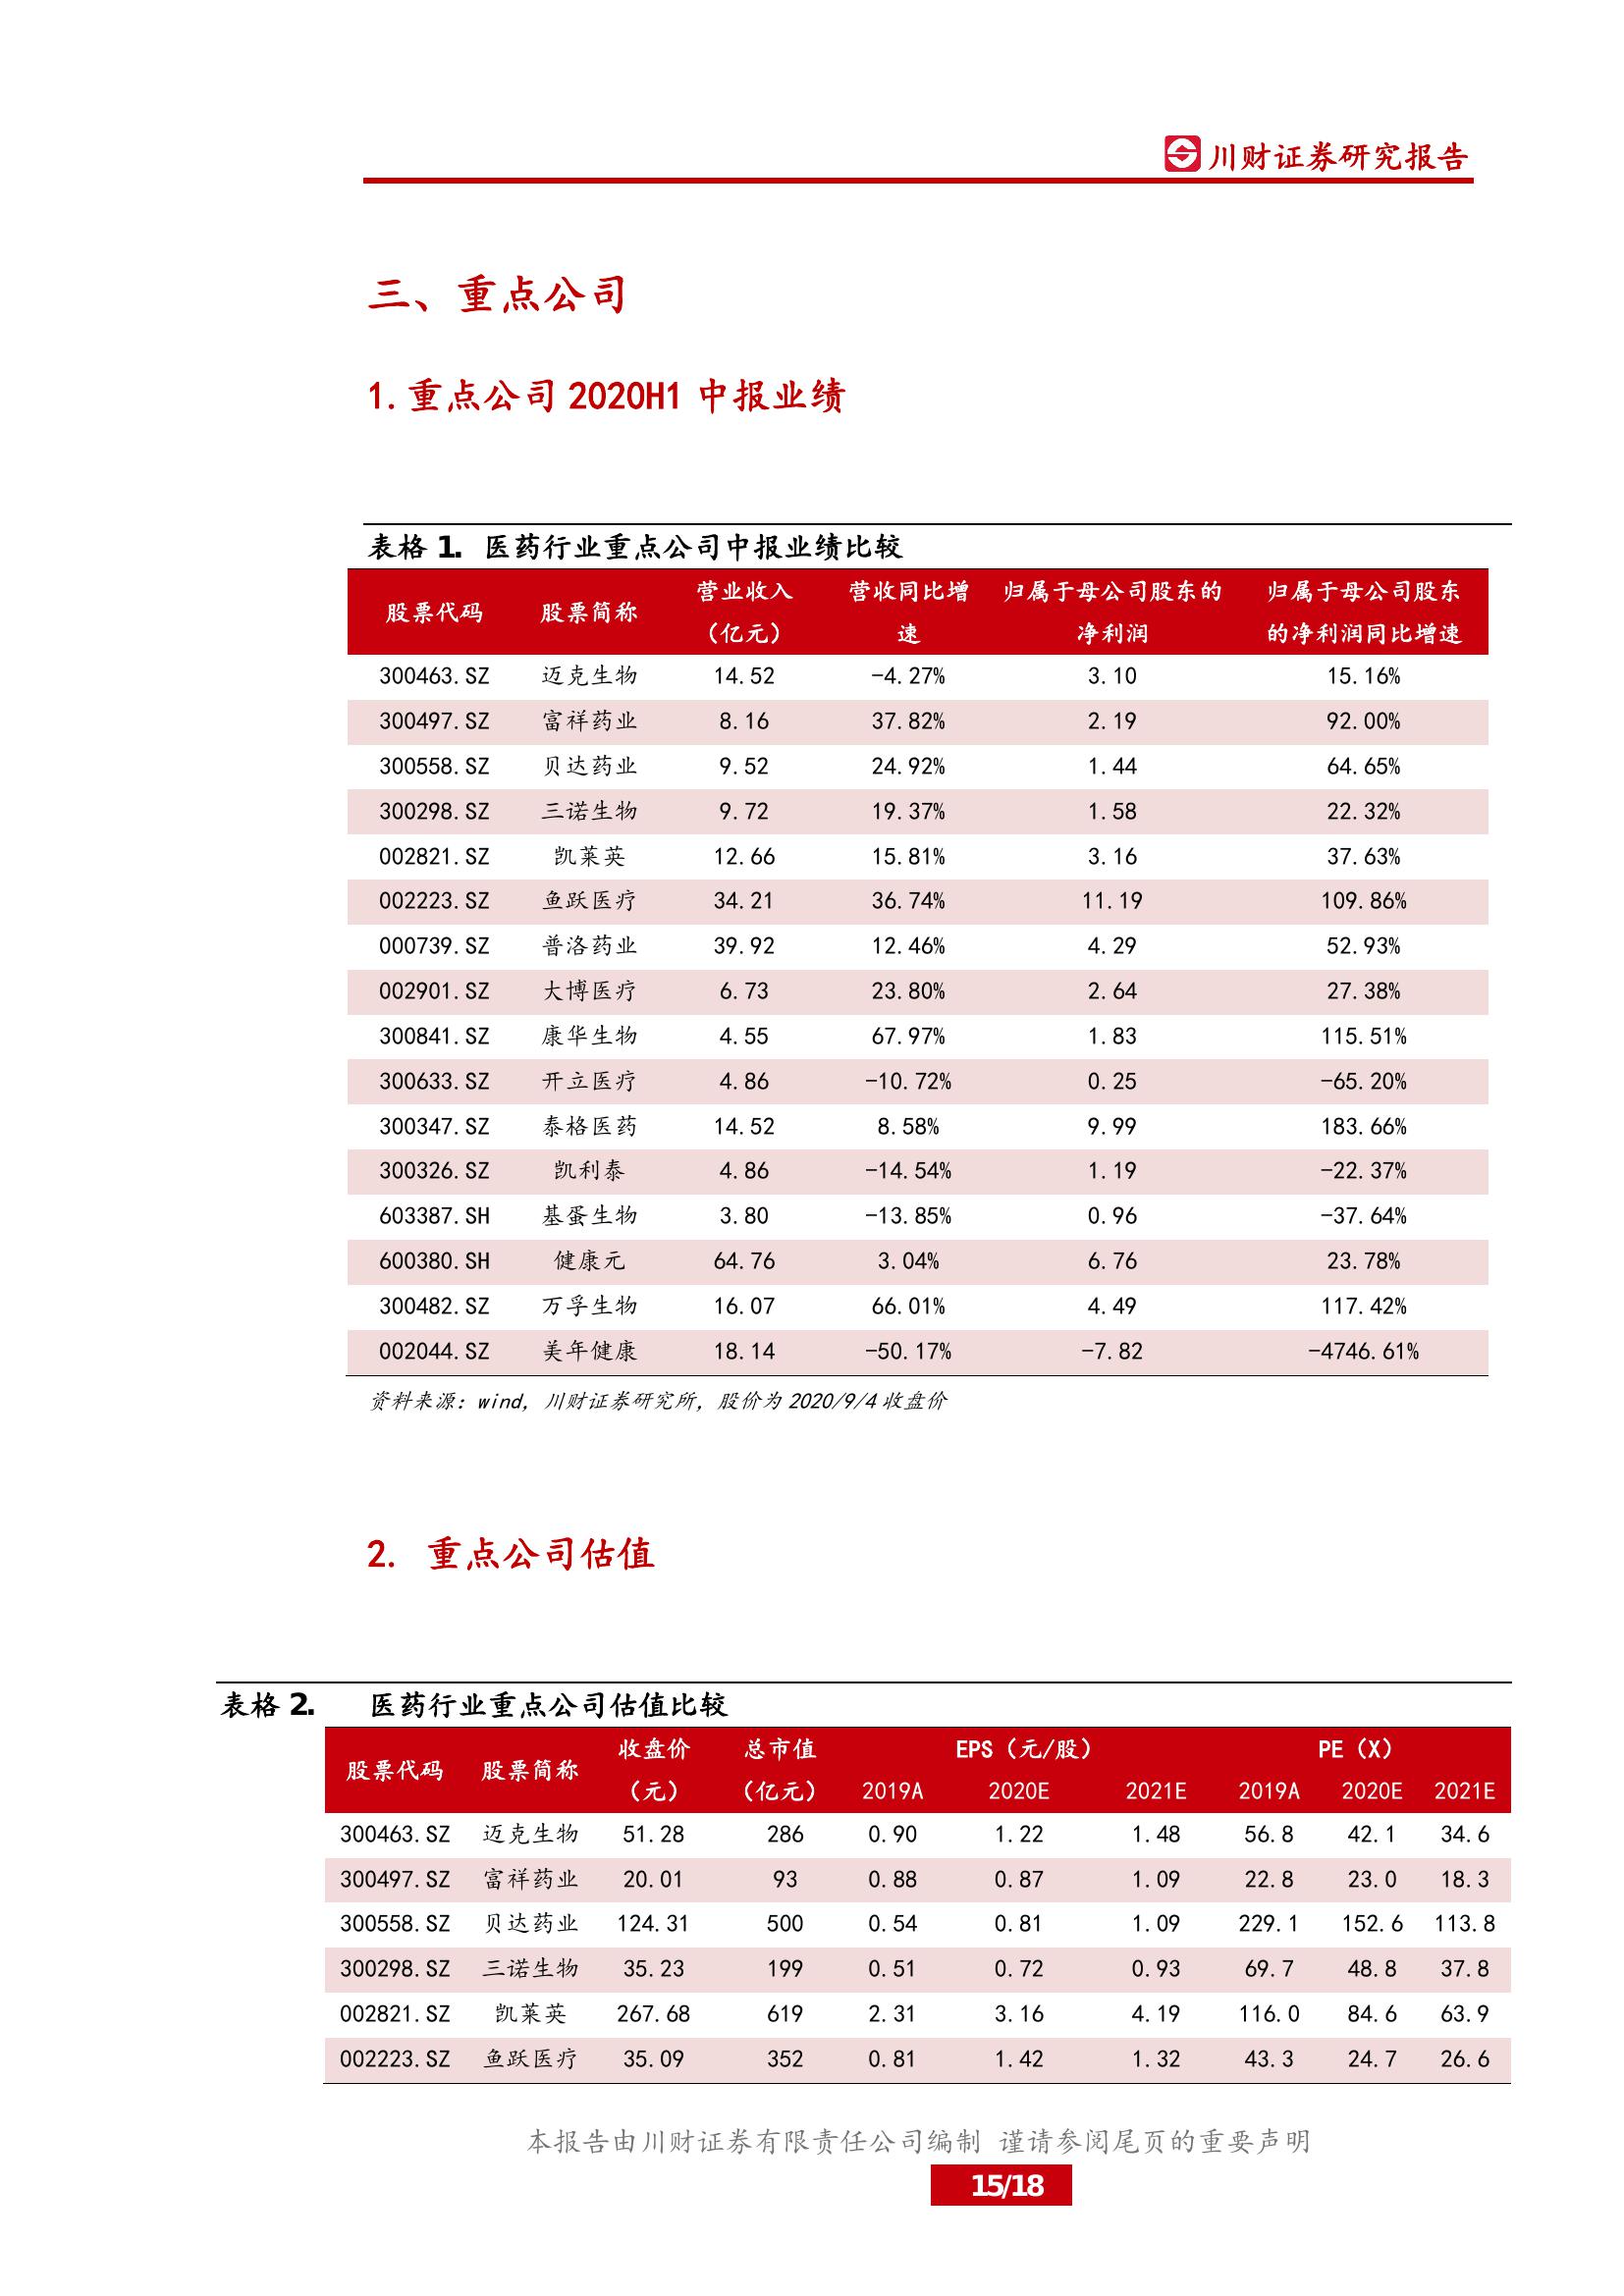 川财证券研究报告
三、重点公司
1.重点公司 2020H1 中报业绩
表格 1. 医药行业重点公司中报业绩比较
股票代码 股票简称 营业收入（亿元） 营收同比增速 归属于母公司股东的净利润 归属于母公司股东的净利润同比增速
300463.SZ 迈克生物 14.52 -4.27% 3.10 15.16%
300497.SZ 富祥药业 8.16 37.82% 2.19 92.00%
300558.SZ 贝达药业 9.52 24.92% 1.44 64.65%
300298.SZ 三诺生物 9.72 19.37% 1.58 22.32%
002821.SZ 凯莱英 12.66 15.81% 3.16 37.63%
002223.SZ 鱼跃医疗 34.21 36.74% 11.19 109.86%
000739.SZ 普洛药业 39.92 12.46% 4.29 52.93%
002901.SZ 大博医疗 6.73 23.80% 2.64 27.38%
300841.SZ 康华生物 4.55 67.97% 1.83 115.51%
300633.SZ 开立医疗 4.86 -10.72% 0.25 -65.20%
300347.SZ 泰格医药 14.52 8.58% 9.99 183.66%
300326.SZ 凯利泰 4.86 -14.54% 1.19 -22.37%
603387.SH 基蛋生物 3.80 -13.85% 0.96 -37.64%
600380.SH 健康元 64.76 3.04% 6.76 23.78%
300482.SZ 万孚生物 16.07 66.01% 4.49 117.42%
002044.SZ 美年健康 18.14 -50.17% -7.82 -4746.61%
资料来源：wind，川财证券研究所，股价为 2020/9/4 收盘价
2. 重点公司估值
表格 2. 医药行业重点公司估值比较
股票代码 股票简称 收盘价（元） 总市值（亿元） EPS（元/股） PE（X）
2019A 2020E 2021E 2019A 2020E 2021E
300463.SZ 迈克生物 51.28 286 0.90 1.22 1.48 56.8 42.1 34.6
300497.SZ 富祥药业 20.01 93 0.88 0.87 1.09 22.8 23.0 18.3
300558.SZ 贝达药业 124.31 500 0.54 0.81 1.09 229.1 152.6 113.8
300298.SZ 三诺生物 35.23 199 0.51 0.72 0.93 69.7 48.8 37.8
002821.SZ 凯莱英 267.68 619 2.31 3.16 4.19 116.0 84.6 63.9
002223.SZ 鱼跃医疗 35.09 352 0.81 1.42 1.32 43.3 24.7 26.6
本报告由川财证券有限责任公司编制 谨请参阅尾页的重要声明
15/18